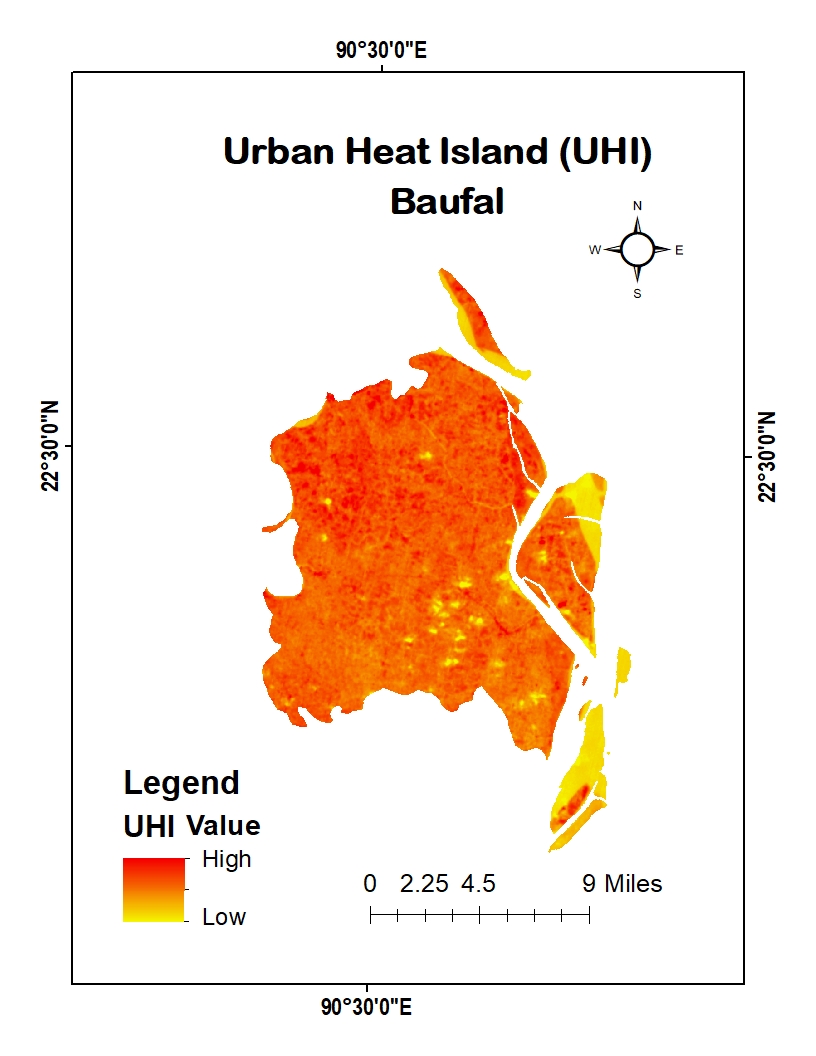 90°30'0"E
Urban Heat Island (UHI)
Baufal
N
W E
S
22°30'0"N
22°30'0"N
Legend
UHI Value
High
Low
0 2.25 4.5 9 Miles
90°30'0"E